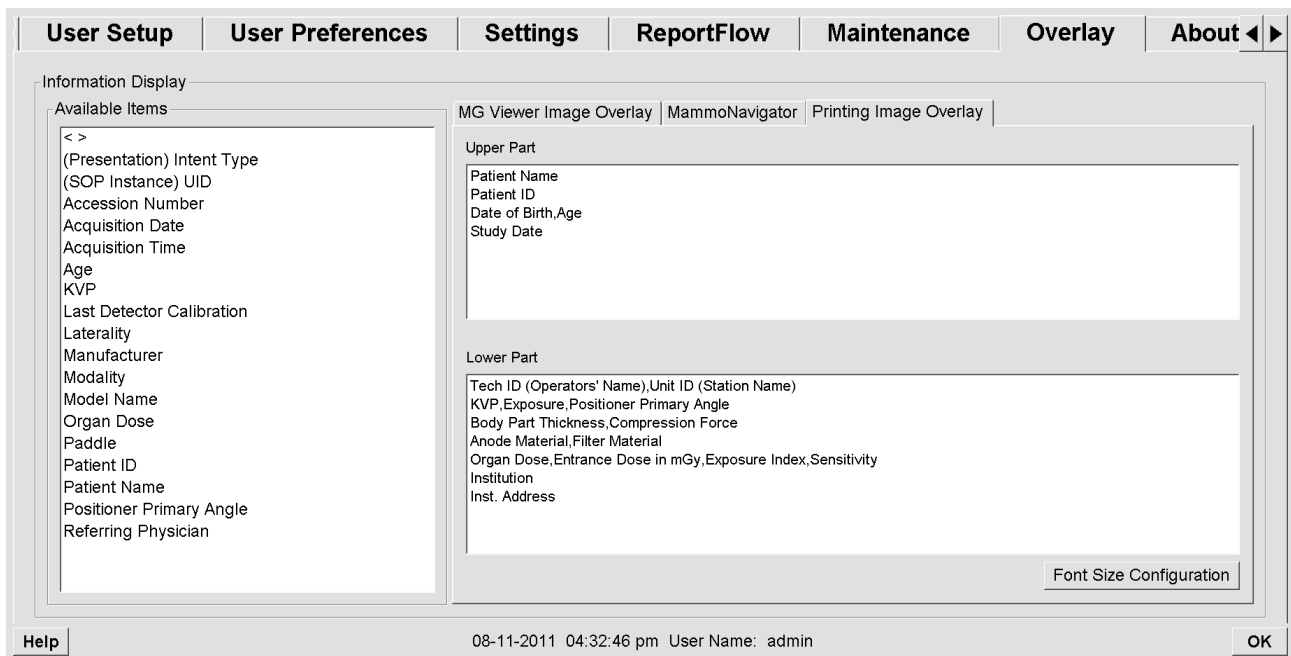 User Setup User Preferences Settings ReportFlow Maintenance Overlay About
Information Display
Available Items
< >
(Presentation) Intent Type
(SOP Instance) UID
Accession Number
Acquisition Date
Acquisition Time
Age
KVP
Last Detector Calibration
Laterality
Manufacturer
Modality
Model Name
Organ Dose
Paddle
Patient ID
Patient Name
Positioner Primary Angle
Referring Physician
MG Viewer Image Overlay MammoNavigator Printing Image Overlay
Upper Part
Patient Name
Patient ID
Date of Birth,Age
Study Date
Lower Part
Tech ID (Operators' Name),Unit ID (Station Name)
KVP,Exposure,Positioner Primary Angle
Body Part Thickness,Compression Force
Anode Material,Filter Material
Organ Dose,Entrance Dose in mGy,Exposure Index,Sensitivity
Institution
Inst. Address
Font Size Configuration
Help 08-11-2011 04:32:46 pm User Name: admin OK